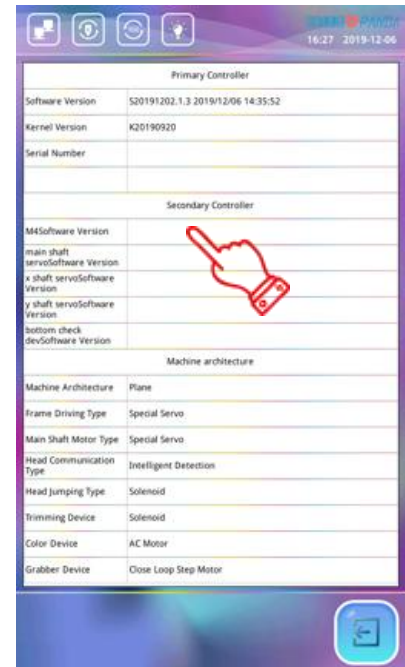 16:27 2019-12-06
Primary Controller
Software Version S20191202.1.3 2019/12/06 14:35:52
Kernel Version K20190920
Serial Number
Secondary Controller
M4Software Version
main shaft
servoSoftware Version
x shaft servoSoftware
Version
y shaft servoSoftware
Version
bottom check
devSoftware Version
Machine architecture
Machine Architecture Plane
Frame Driving Type Special Servo
Main Shaft Motor Type Special Servo
Head Communication
Type Intelligent Detection
Head Jumping Type Solenoid
Trimming Device Solenoid
Color Device AC Motor
Grabber Device Close Loop Step Motor